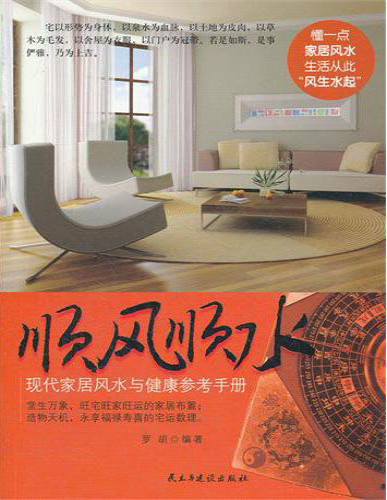 宅以形势为身体，以泉水为血脉，以土地为皮肉，以草
木为毛发，以舍屋为衣服，以门户为冠带。若是如斯，是事
俨雅，乃为上吉。
懂一点
家居风水
生活从此
“风生水起”
顺风顺水
现代家居风水与健康参考手册
堂生万象，旺宅旺家旺运的家居布置；
造物天机，永享福禄寿喜的宅运数理。
罗胡◎编著
民主与建设出版社